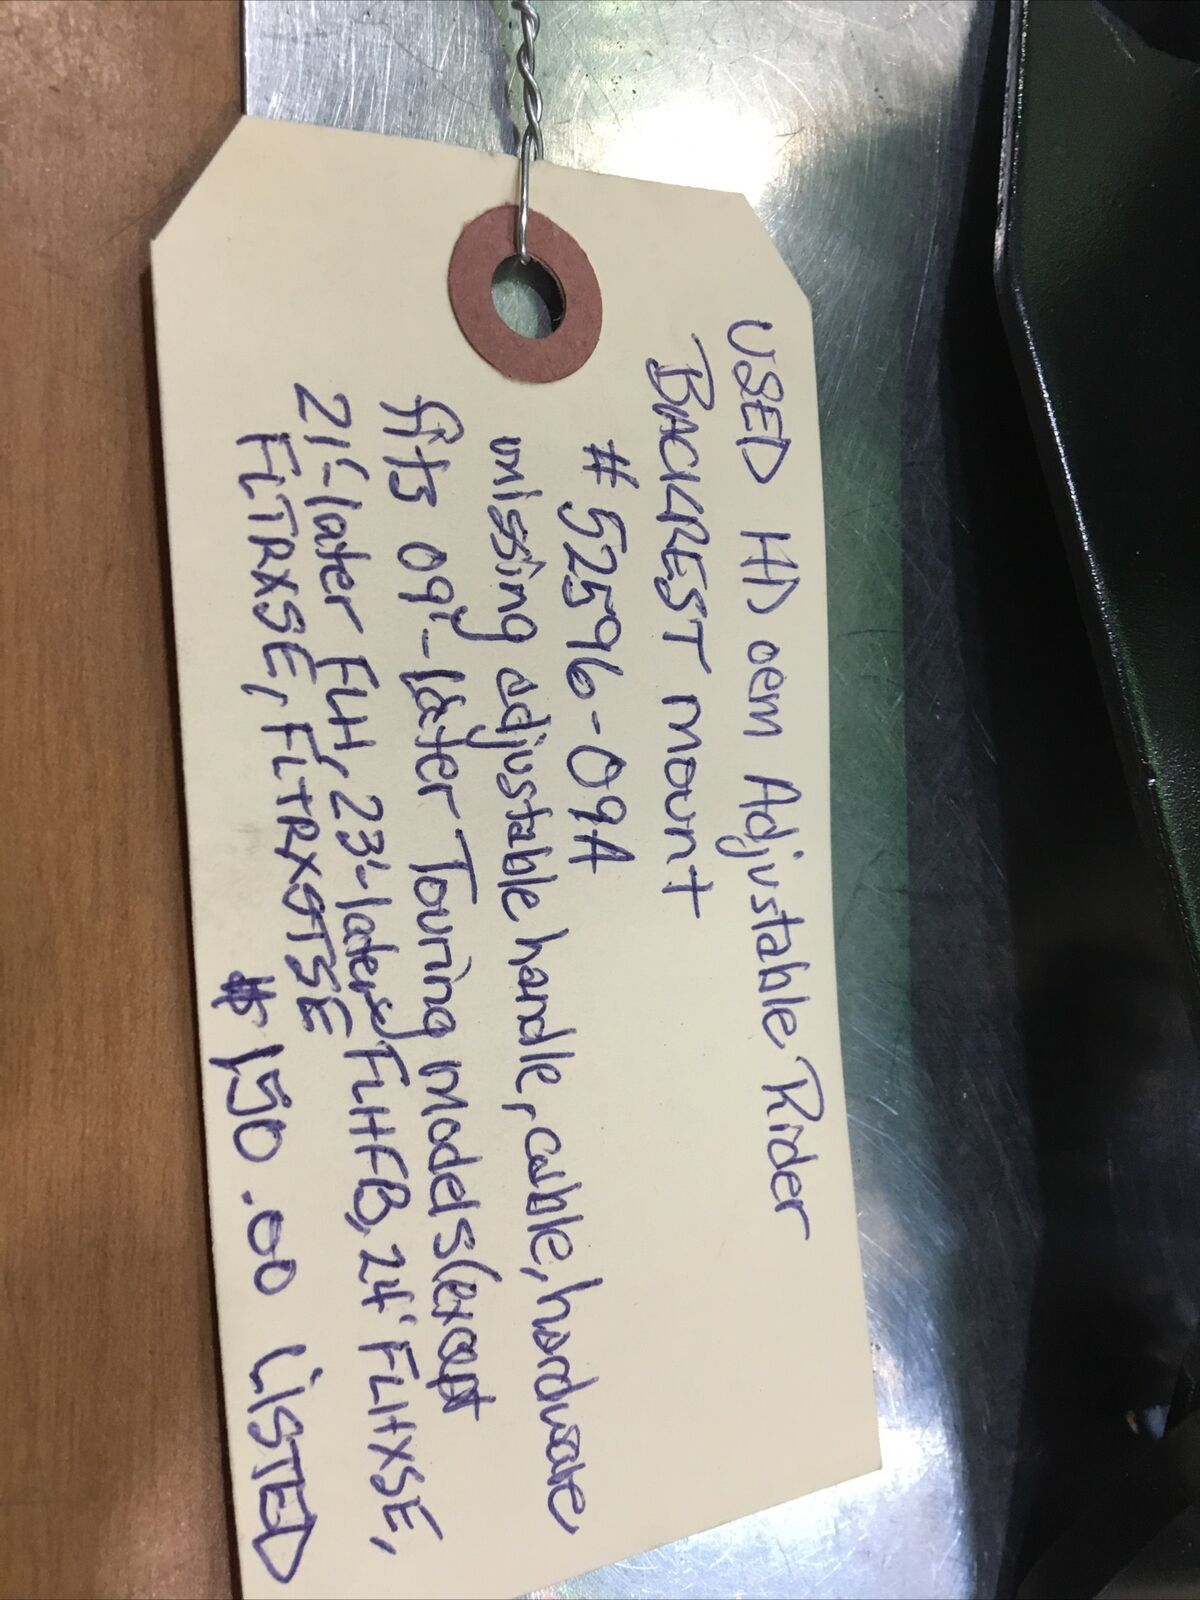 USED HD oem Adjustable Rider
BACKREST mount
# 52596-09A
missing adjustable handle, cable, hardware,
fits 09'-later Touring models (except
21'-later FLH, 23'-later FLHFB, 24' FLHXSE,
FLTRXSE, FLTRXSTSE
$150.00 LISTED